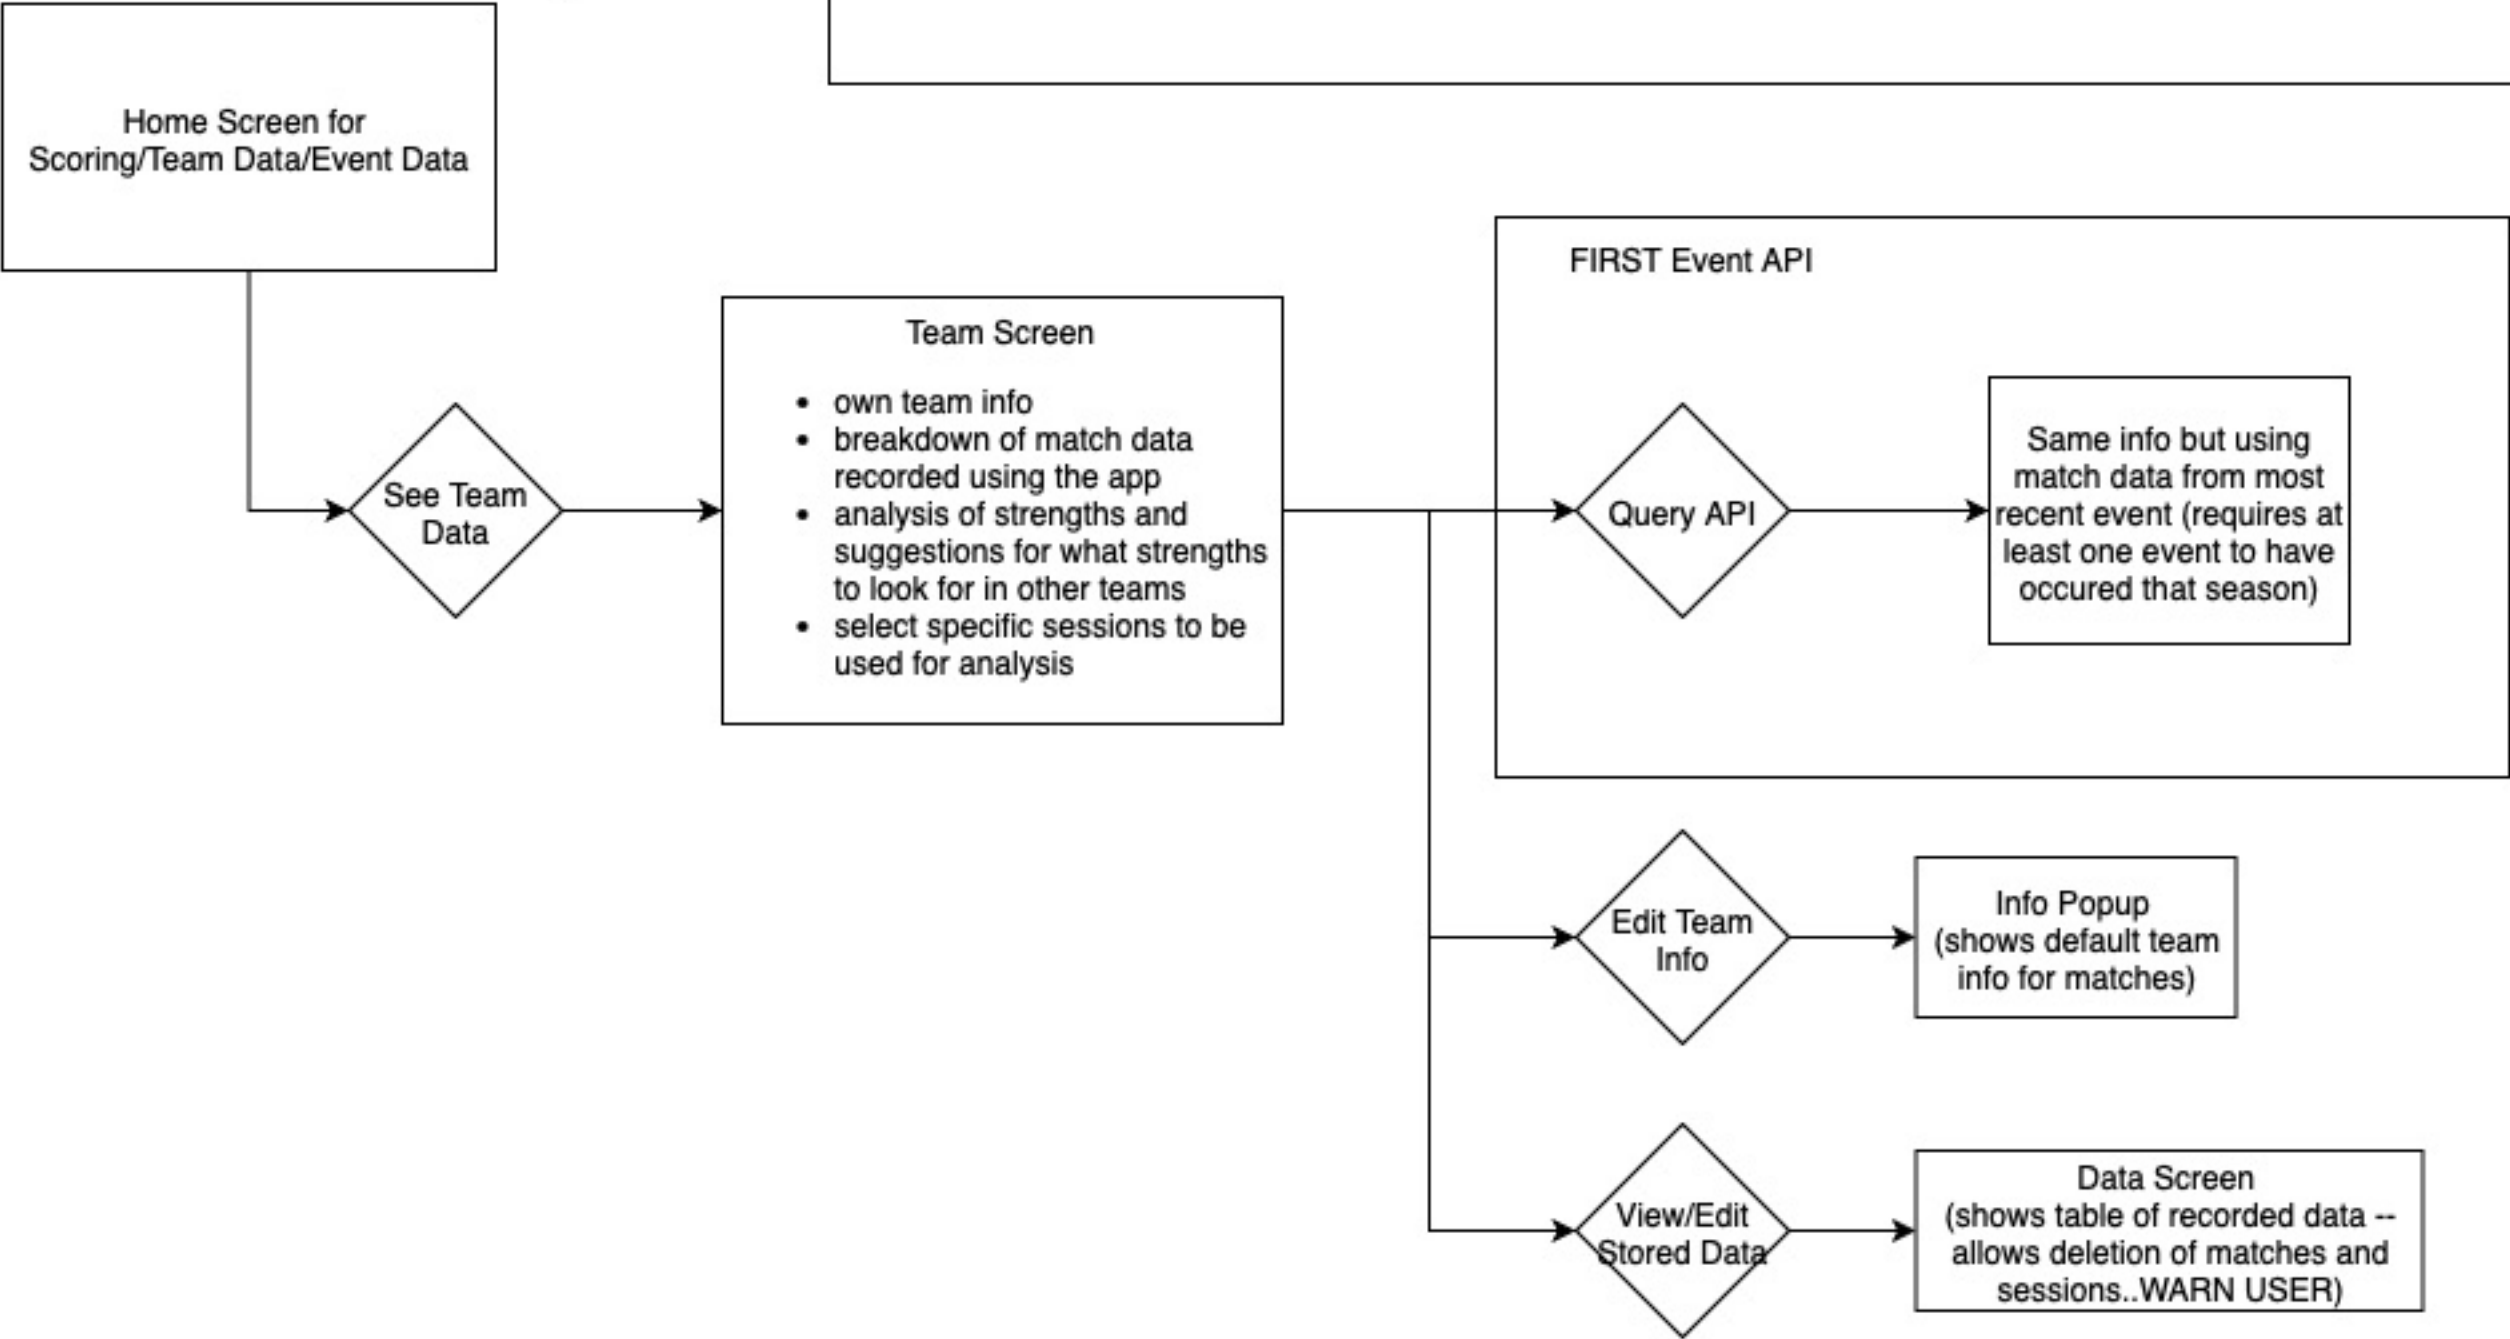 Home Screen for
Scoring/Team Data/Event Data
See Team
Data
Team Screen
• own team info
• breakdown of match data
recorded using the app
• analysis of strengths and
suggestions for what strengths
to look for in other teams
• select specific sessions to be
used for analysis
FIRST Event API
Query API
Same info but using
match data from most
recent event (requires at
least one event to have
occured that season)
Edit Team
Info
Info Popup
(shows default team
info for matches)
View/Edit
Stored Data
Data Screen
(shows table of recorded data --
allows deletion of matches and
sessions..WARN USER)